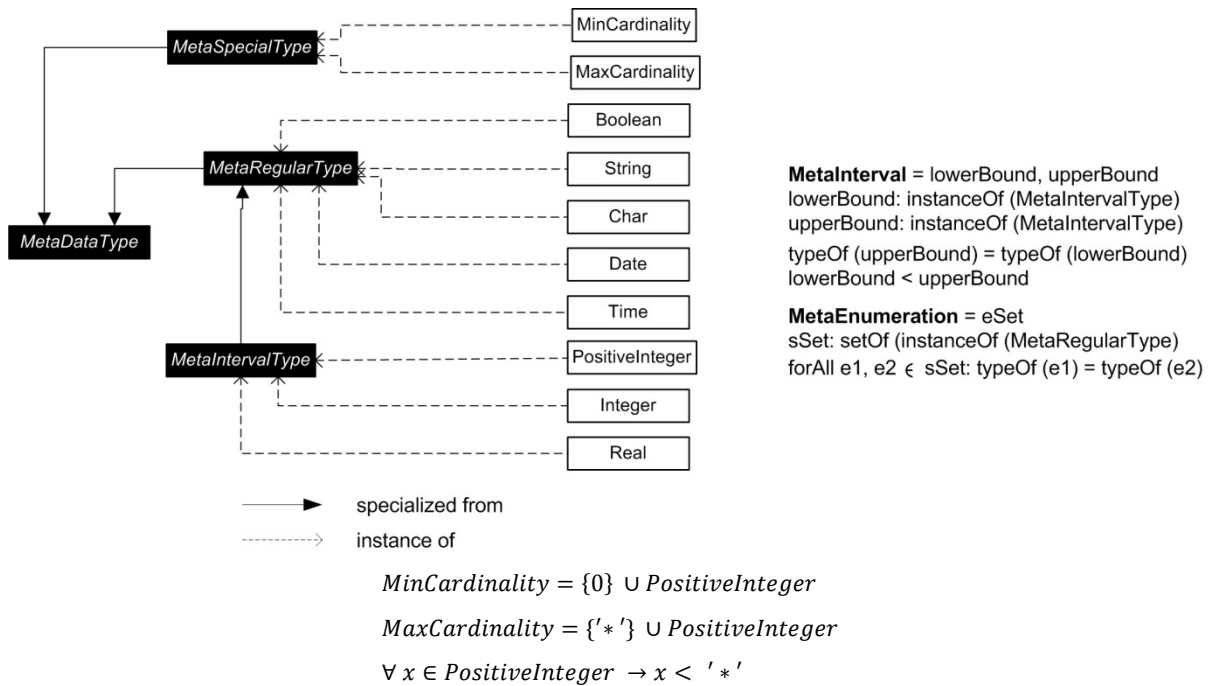 MetaSpecialType
MinCardinality
MaxCardinality
Boolean
MetaRegularType
String
Char
MetaDataType
Date
Time
MetaIntervalType
PositiveInteger
Integer
Real
MetaInterval = lowerBound, upperBound
lowerBound: instanceOf (MetaIntervalType)
upperBound: instanceOf (MetaIntervalType)
typeOf (upperBound) = typeOf (lowerBound)
lowerBound < upperBound
MetaEnumeration = eSet
sSet: setOf (instanceOf (MetaRegularType)
forAll e1, e2 ϵ sSet: typeOf (e1) = typeOf (e2)
specialized from
instance of
MinCardinality = {0} ∪ PositiveInteger
MaxCardinality = {'*'} ∪ PositiveInteger
∀ x ∈ PositiveInteger → x < '*'